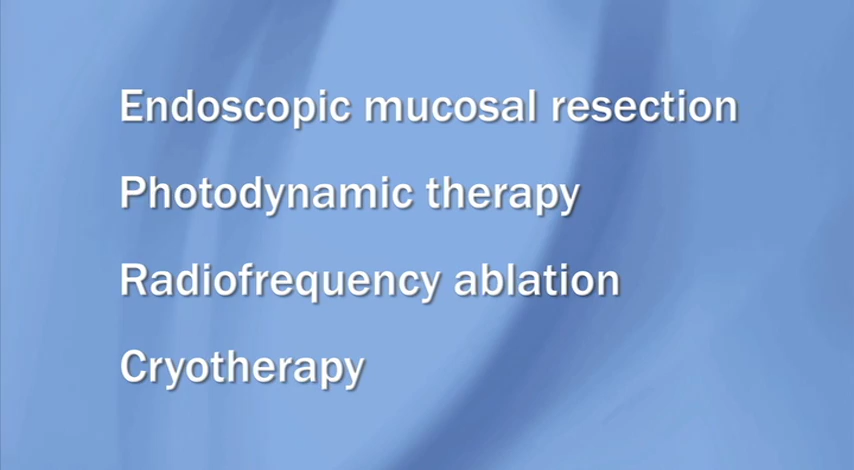 Endoscopic mucosal resection
Photodynamic therapy
Radiofrequency ablation
Cryotherapy